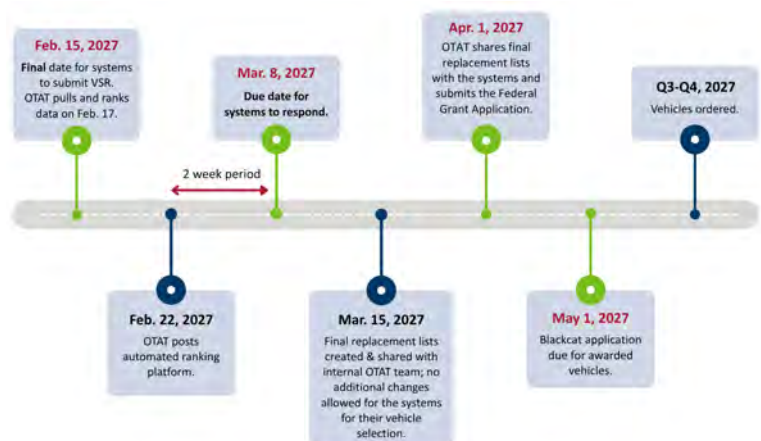 Feb. 15, 2027
Final date for systems
to submit VSR.
OTAT pulls and ranks
data on Feb. 17.
Mar. 8, 2027
Due date for
systems to respond.
Apr. 1, 2027
OTAT shares final
replacement lists
with the systems and
submits the Federal
Grant Application.
Q3-Q4, 2027
Vehicles ordered.
2 week period
Feb. 22, 2027
OTAT posts
automated ranking
platform.
Mar. 15, 2027
Final replacement lists
created & shared with
internal OTAT team; no
additional changes
allowed for the systems
for their vehicle
selection.
May 1, 2027
Blackcat application
due for awarded
vehicles.